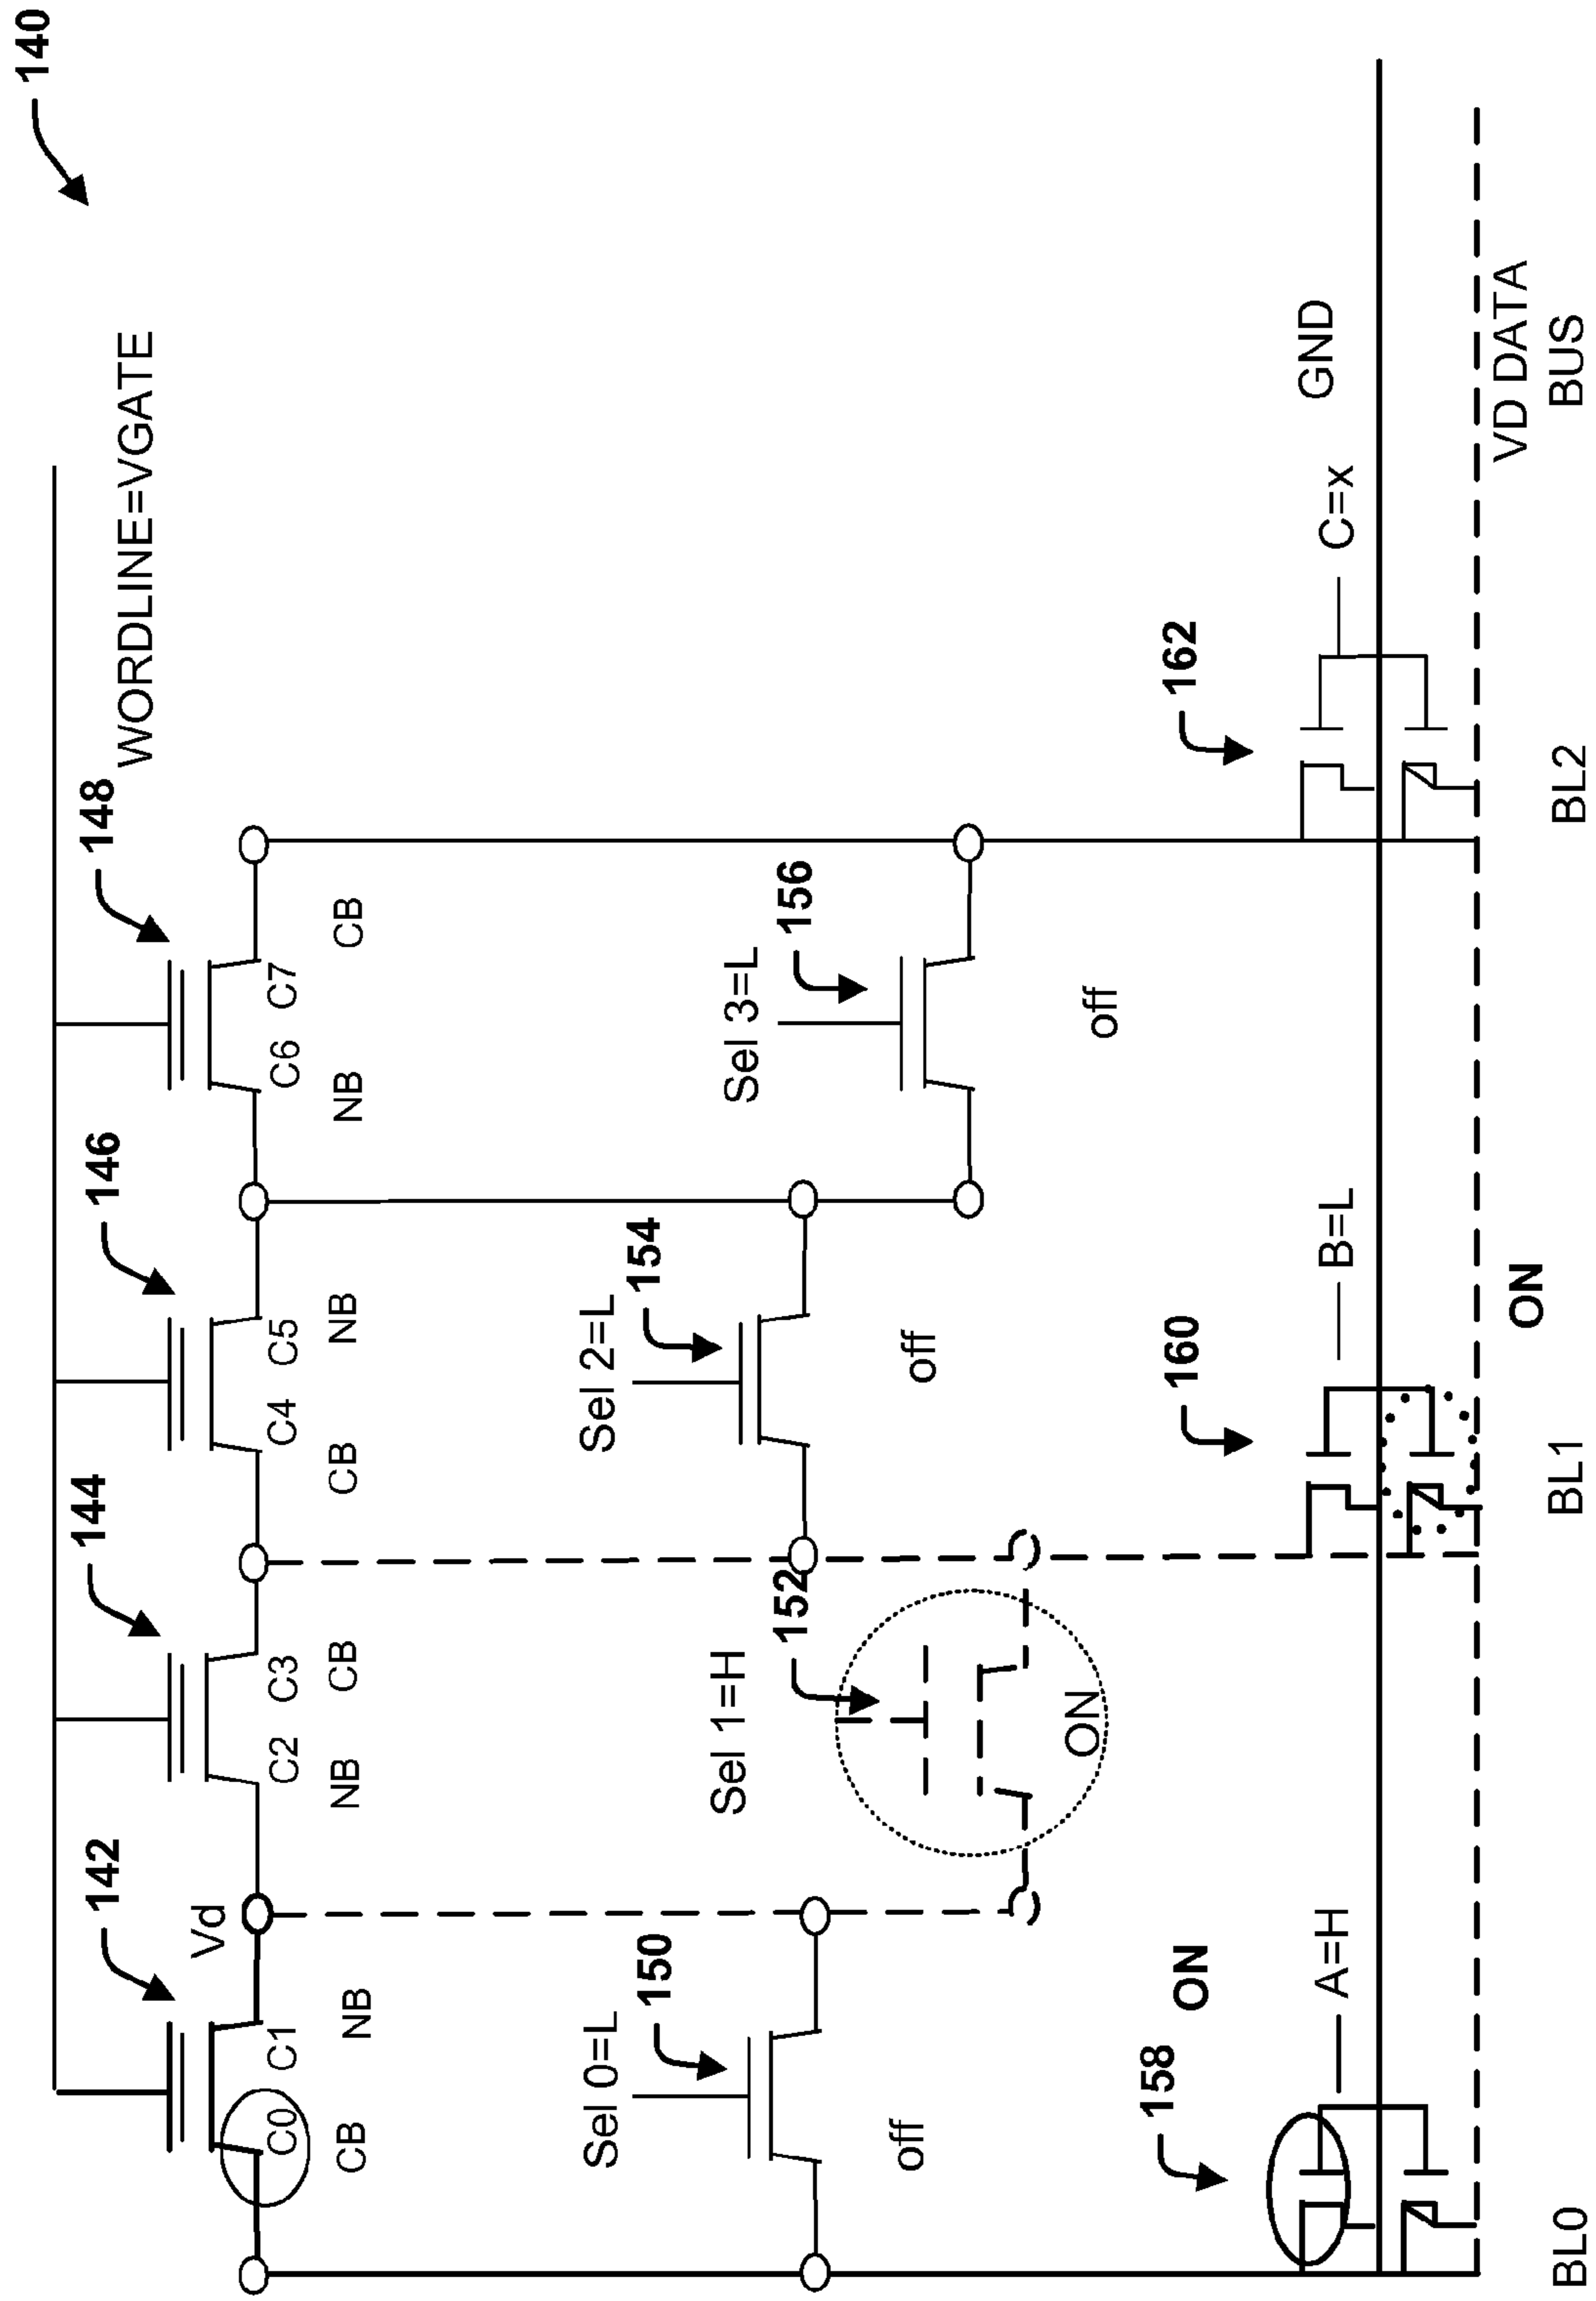 140
WORDLINE=VGATE
142
144
146
148
Vd
C0 C1
C2 C3
C4 C5
C6 C7
CB NB
NB CB
CB NB
NB CB
Sel 0=L
150
off
Sel 1=H
152
ON
Sel 2=L
154
off
Sel 3=L
156
off
158
ON
A=H
160
B=L
162
C=x
GND
VD DATA
BUS
ON
BL0
BL1
BL2